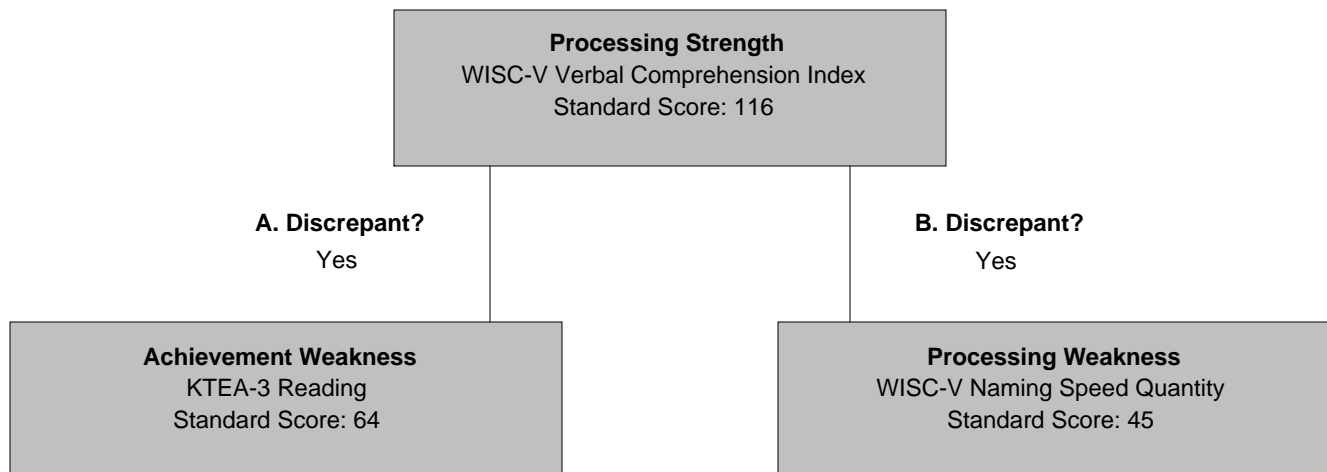 Processing Strength
WISC-V Verbal Comprehension Index
Standard Score: 116
A. Discrepant?
Yes
B. Discrepant?
Yes
Achievement Weakness
KTEA-3 Reading
Standard Score: 64
Processing Weakness
WISC-V Naming Speed Quantity
Standard Score: 45